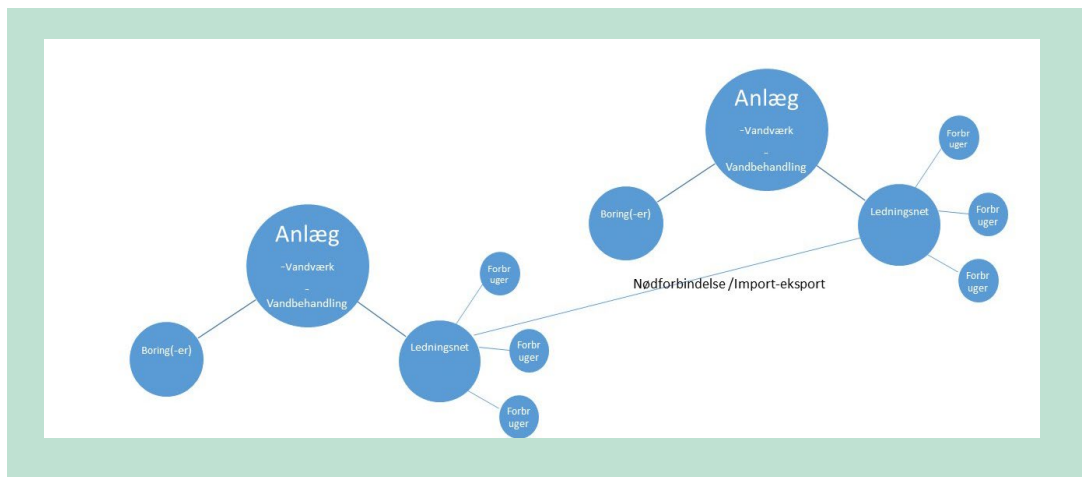 Anlæg
-Vandværk
-
Vandbehandling
Boring(-er)
Ledningsnet
Forbr
uger
Forbr
uger
Forbr
uger
Nødforbindelse/Import-eksport
Anlæg
-Vandværk
-
Vandbehandling
Boring(-er)
Ledningsnet
Forbr
uger
Forbr
uger
Forbr
uger